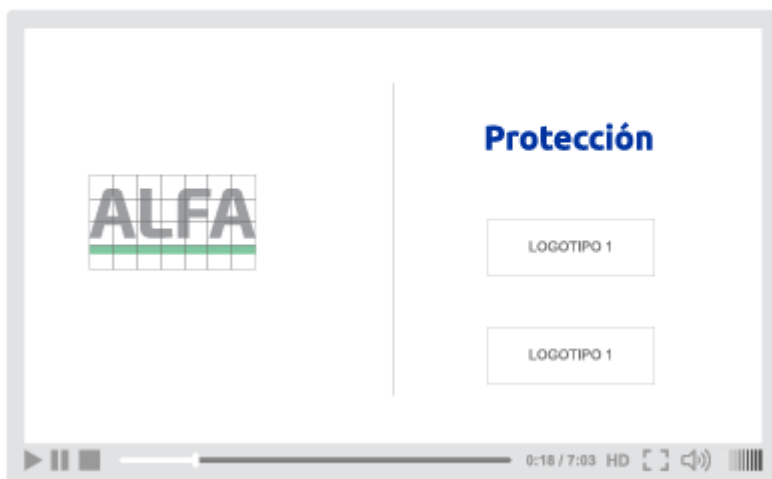 ALFA
Protección
LOGOTIPO 1
LOGOTIPO 1
0:18 / 7:03 HD